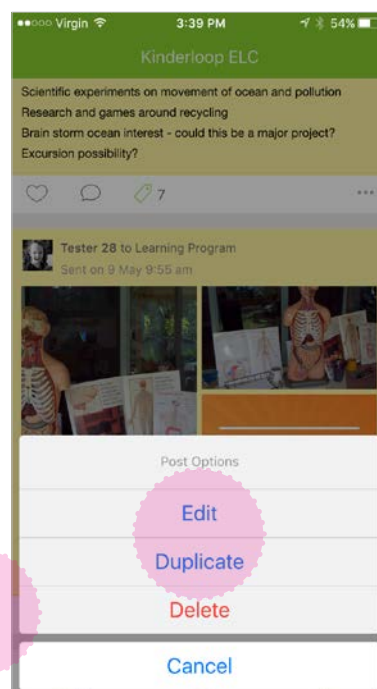 Virgin 3:39 PM 54%
Kinderloop ELC
Scientific experiments on movement of ocean and pollution
Research and games around recycling
Brain storm ocean interest - could this be a major project?
Excursion possibility?
7
Tester 28 to Learning Program
Sent on 9 May 9:55 am
Post Options
Edit
Duplicate
Delete
Cancel